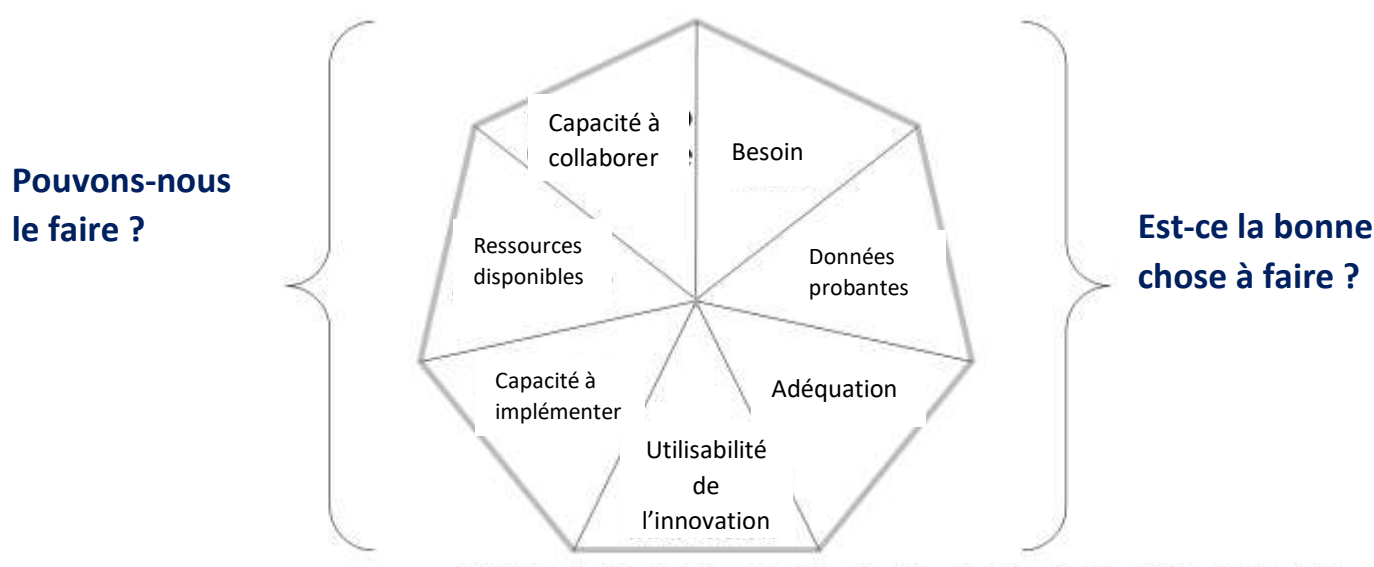 Pouvons-nous
le faire ?
Capacité à
collaborer
Besoin
Ressources
disponibles
Données
probantes
Capacité à
implémenter
Adéquation
Utilisabilité
de
l'innovation
Est-ce la bonne
chose à faire ?